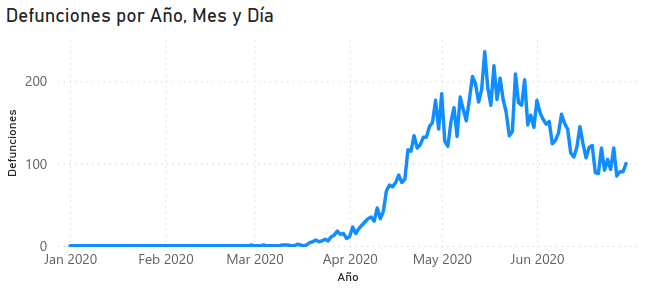 Defunciones por Año, Mes y Día
200
100
0
Defunciones
Jan 2020 Feb 2020 Mar 2020 Apr 2020 May 2020 Jun 2020
Año